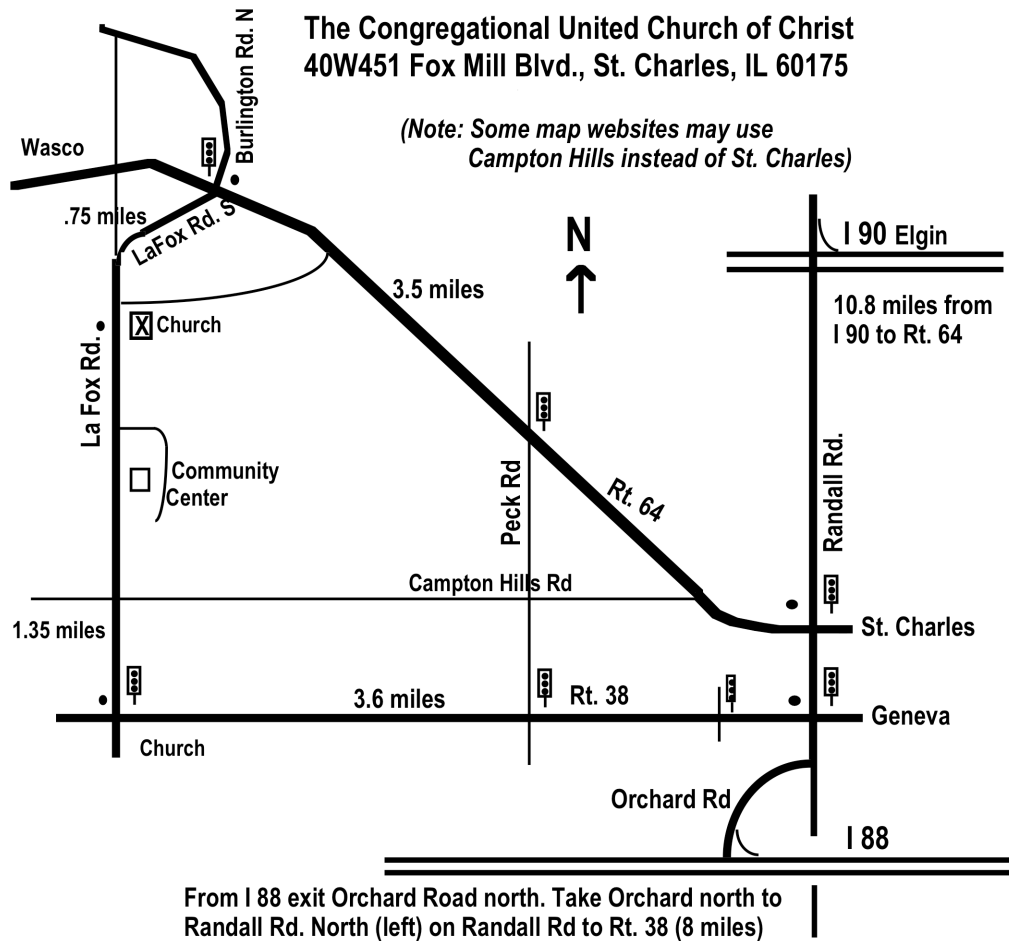 The Congregational United Church of Christ
40W451 Fox Mill Blvd., St. Charles, IL 60175
(Note: Some map websites may use
Campton Hills instead of St. Charles)
Burlington Rd. N
Wasco
.75 miles
LaFox Rd. S
N
I 90 Elgin
3.5 miles
10.8 miles from
I 90 to Rt. 64
X Church
La Fox Rd.
Community
Center
Peck Rd
Rt. 64
Randall Rd.
Campton Hills Rd
1.35 miles
St. Charles
3.6 miles
Rt. 38
Geneva
Church
Orchard Rd
I 88
From I 88 exit Orchard Road north. Take Orchard north to
Randall Rd. North (left) on Randall Rd to Rt. 38 (8 miles)